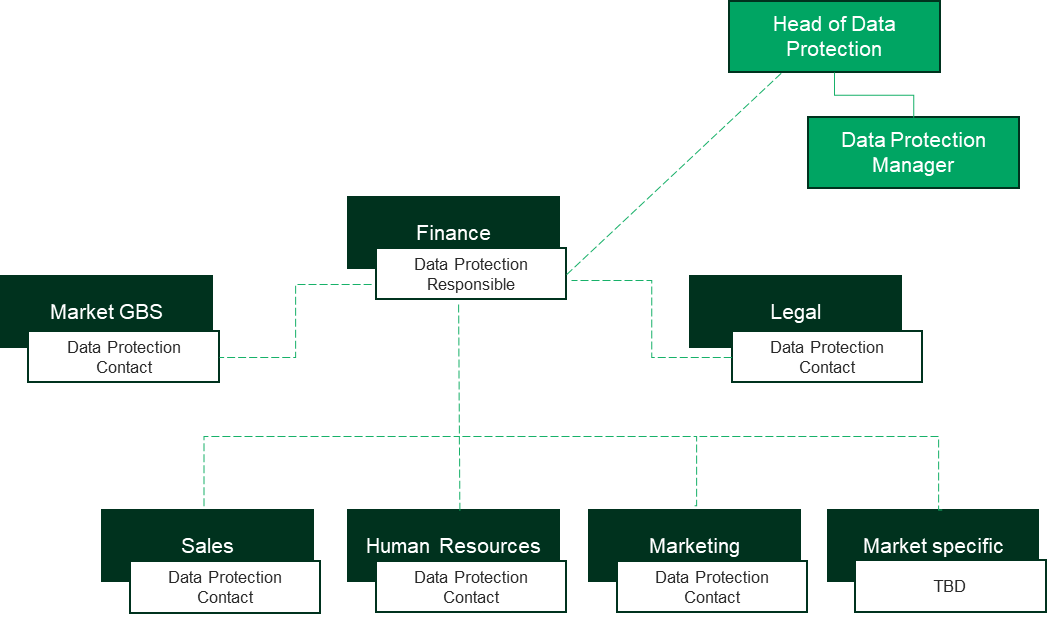 Head of Data
Protection
Data Protection
Manager
Finance
Data Protection
Responsible
Market GBS
Data Protection
Contact
Legal
Data Protection
Contact
Sales
Data Protection
Contact
Human Resources
Data Protection
Contact
Marketing
Data Protection
Contact
Market specific
TBD